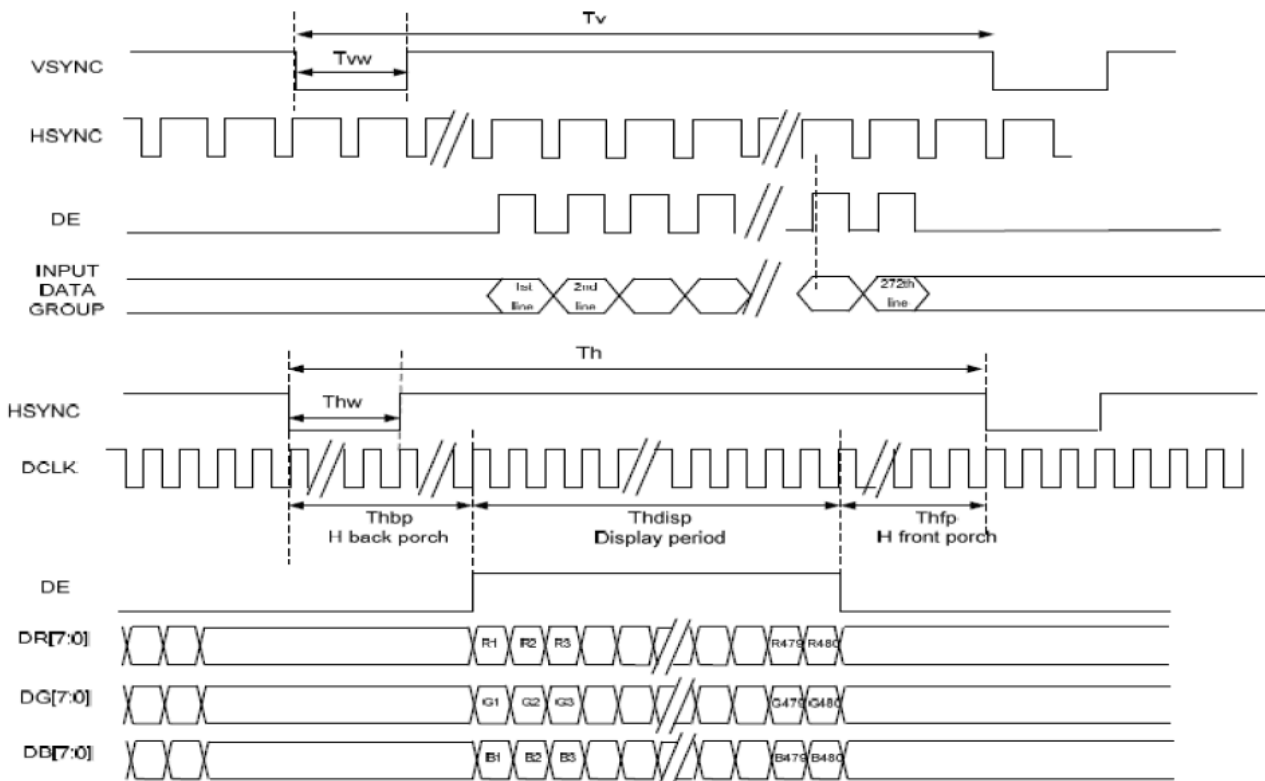 Tv
VSYNC
Tvw
HSYNC
DE
INPUT
DATA
GROUP
1st
line
2nd
line
272th
line
Th
HSYNC
Thw
DCLK
Thbp
H back porch
Thdisp
Display period
Thfp
H front porch
DE
DR[7:0]
R1 R2 R3 R479 R480
DG[7:0]
G1 G2 G3 G479 G480
DB[7:0]
B1 B2 B3 B479 B480